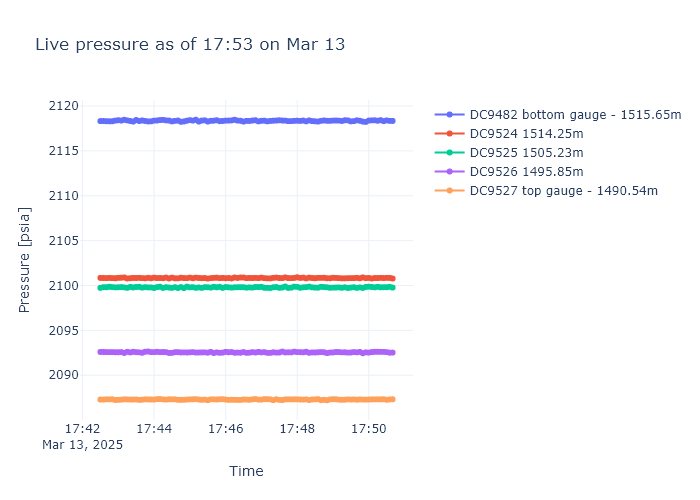 Live pressure as of 17:53 on Mar 13
2120
2115
2110
2105
2100
2095
2090
Pressure [psia]
17:42
17:44
17:46
17:48
17:50
Mar 13, 2025
Time
DC9482 bottom gauge - 1515.65m
DC9524 1514.25m
DC9525 1505.23m
DC9526 1495.85m
DC9527 top gauge - 1490.54m